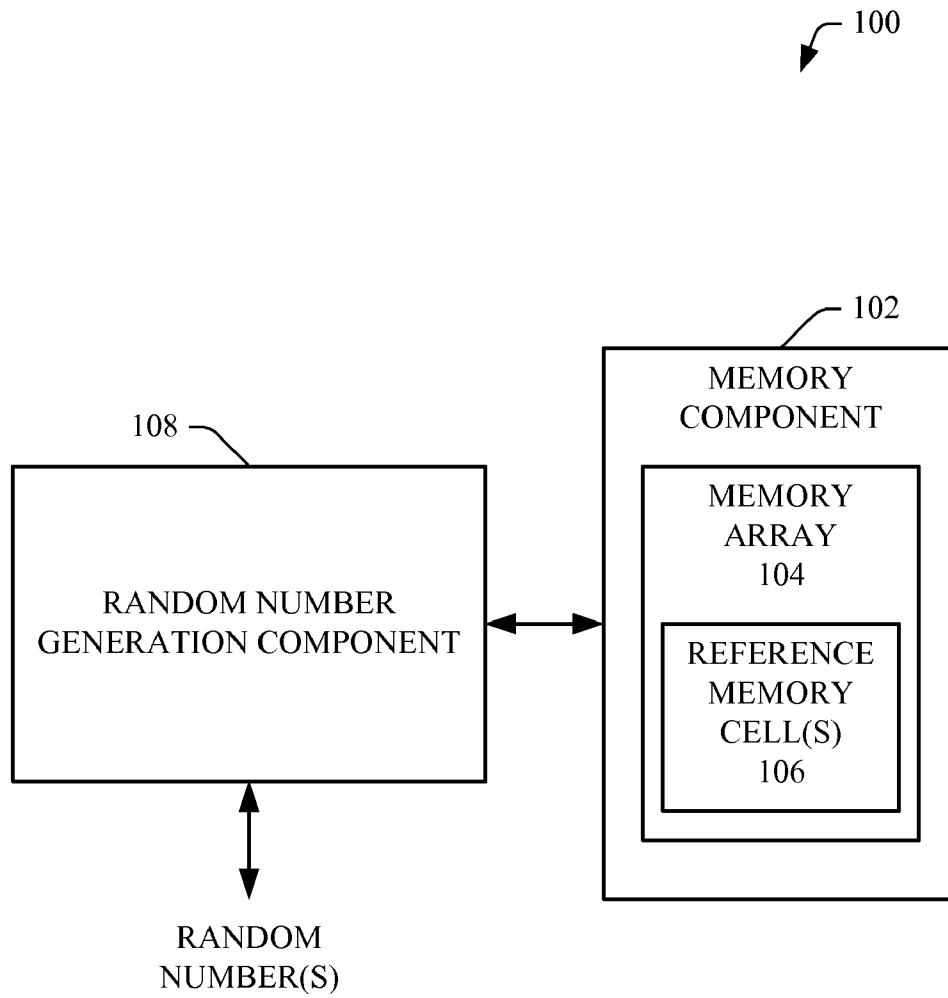 100
102
MEMORY
COMPONENT
108
MEMORY
ARRAY
104
RANDOM NUMBER
GENERATION COMPONENT
REFERENCE
MEMORY
CELL(S)
106
RANDOM
NUMBER(S)